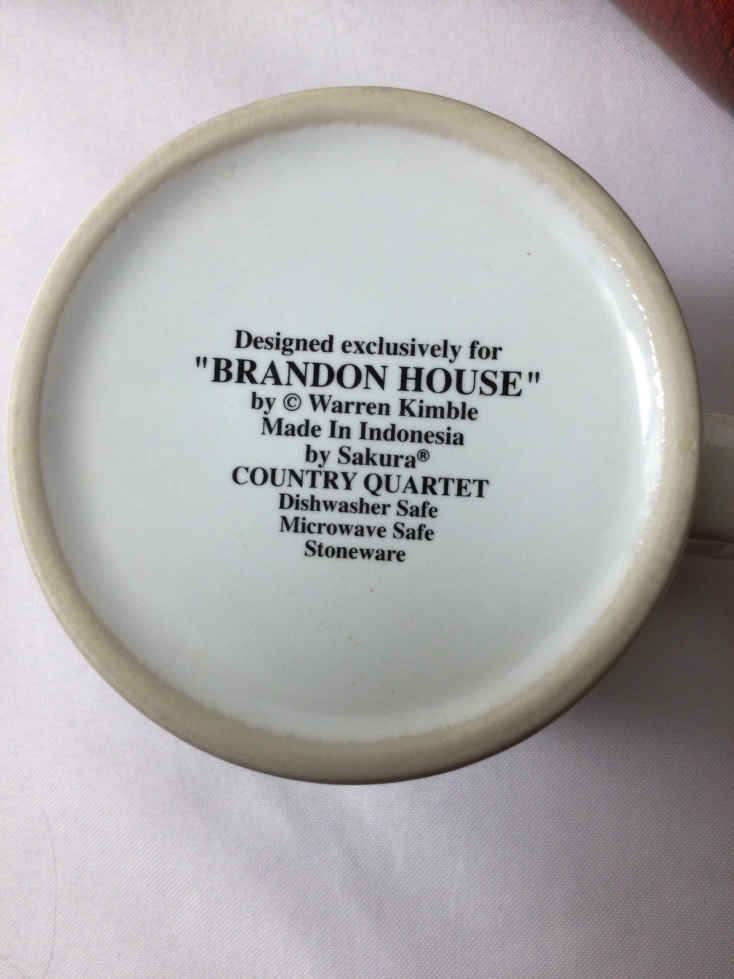 Designed exclusively for
"BRANDON HOUSE"
by © Warren Kimble
Made In Indonesia
by Sakura®
COUNTRY QUARTET
Dishwasher Safe
Microwave Safe
Stoneware